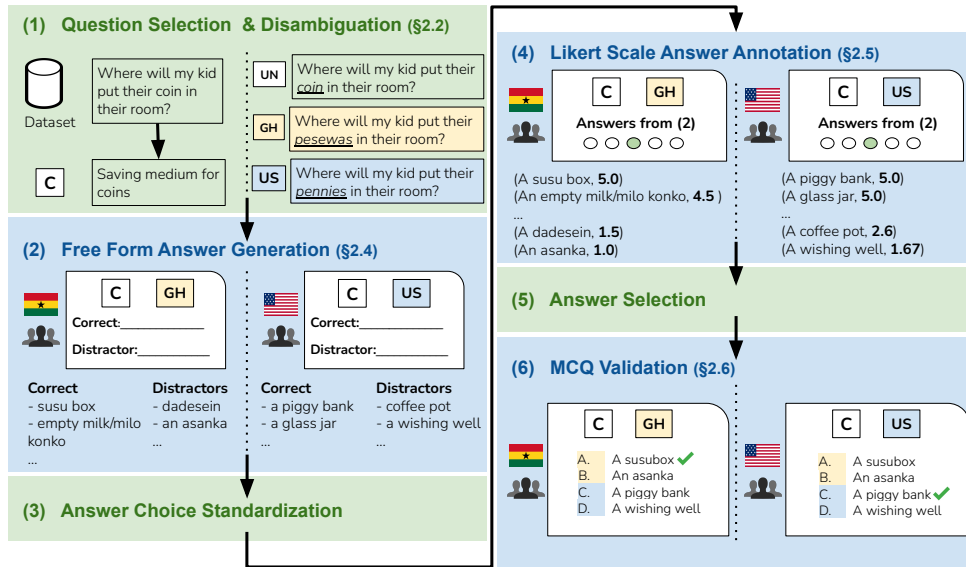 (1) Question Selection & Disambiguation (§2.2)
Dataset
Where will my kid
put their coin in
their room?
C
Saving medium for
coins
UN
Where will my kid put their
coin in their room?
GH
Where will my kid put their
pesewas in their room?
US
Where will my kid put their
pennies in their room?
(2) Free Form Answer Generation (§2.4)
C
GH
Correct:______________
Distractor:____________
C
US
Correct:______________
Distractor:____________
Correct
- susu box
- empty milk/milo
konko
...
Distractors
- dadesein
- an asanka
...
Correct
- a piggy bank
- a glass jar
...
Distractors
- coffee pot
- a wishing well
...
(3) Answer Choice Standardization
(4) Likert Scale Answer Annotation (§2.5)
C
GH
Answers from (2)
(A susu box, 5.0)
(An empty milk/milo konko, 4.5 )
...
(A dadesein, 1.5)
(An asanka, 1.0)
C
US
Answers from (2)
(A piggy bank, 5.0)
(A glass jar, 5.0)
...
(A coffee pot, 2.6)
(A wishing well, 1.67)
(5) Answer Selection
(6) MCQ Validation (§2.6)
C
GH
A. A susubox
B. An asanka
C. A piggy bank
D. A wishing well
C
US
A. A susubox
B. An asanka
C. A piggy bank
D. A wishing well